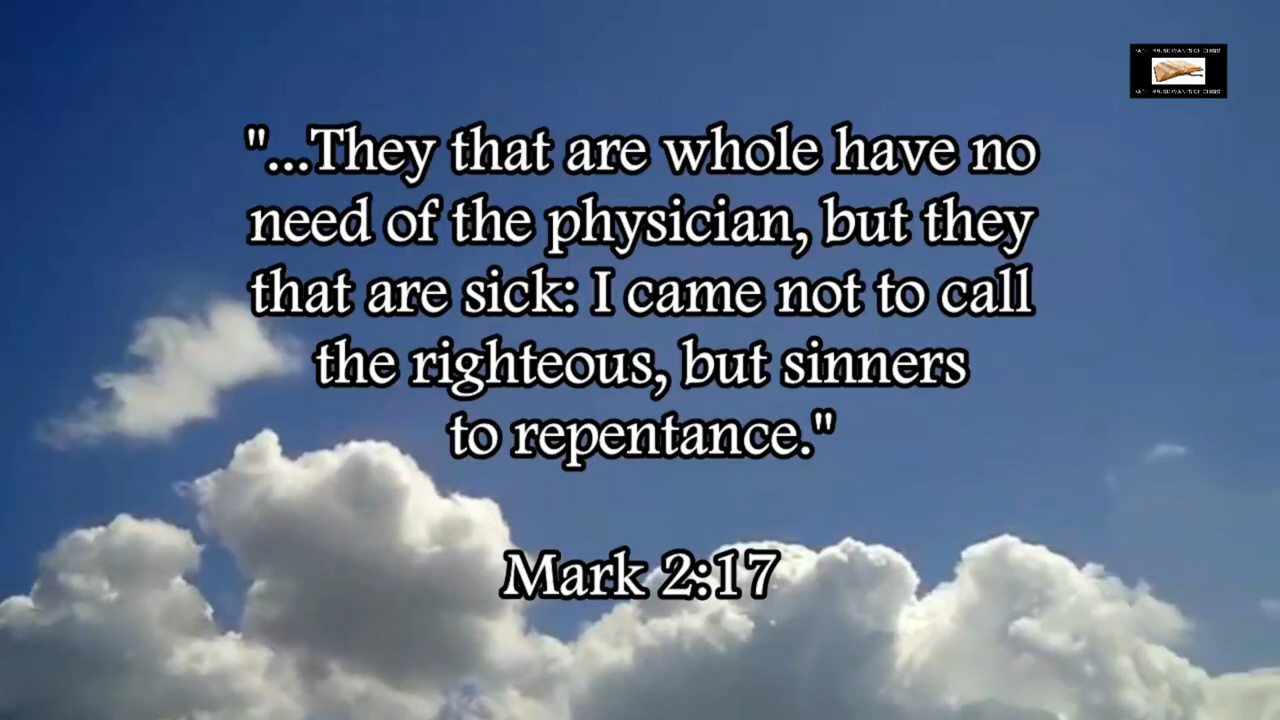 "...They that are whole have no
need of the physician, but they
that are sick: I came not to call
the righteous, but sinners
to repentance."
Mark 2:17